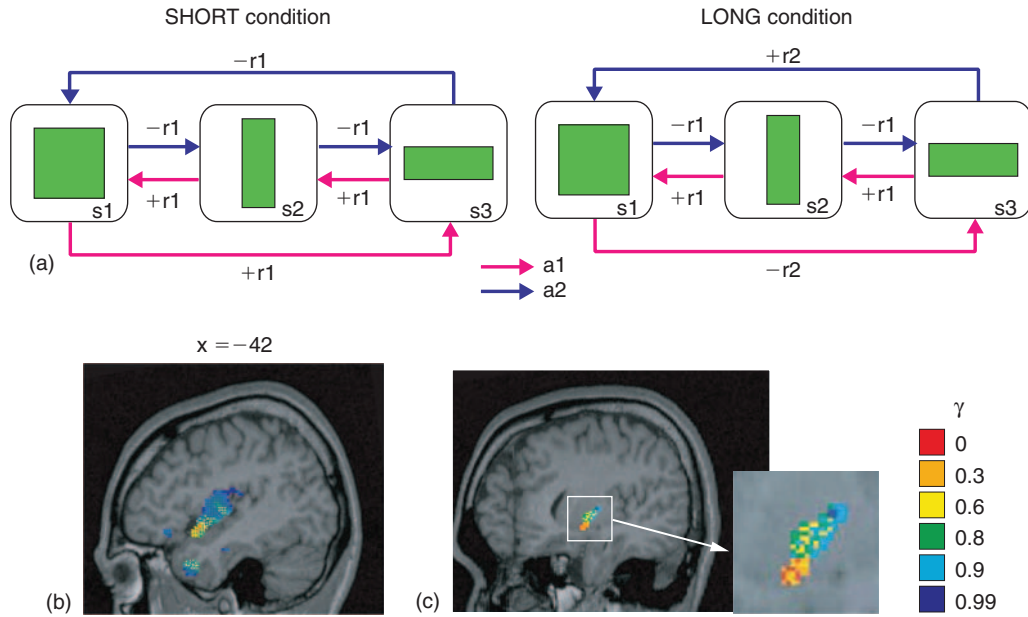 SHORT condition
LONG condition
−r1
+r2
−r1
−r1
−r1
−r1
+r1
+r1
+r1
+r1
s1
s2
s3
s1
s2
s3
+r1
−r2
(a)
a1
a2
x = −42
γ
0
0.3
0.6
0.8
0.9
0.99
(b)
(c)